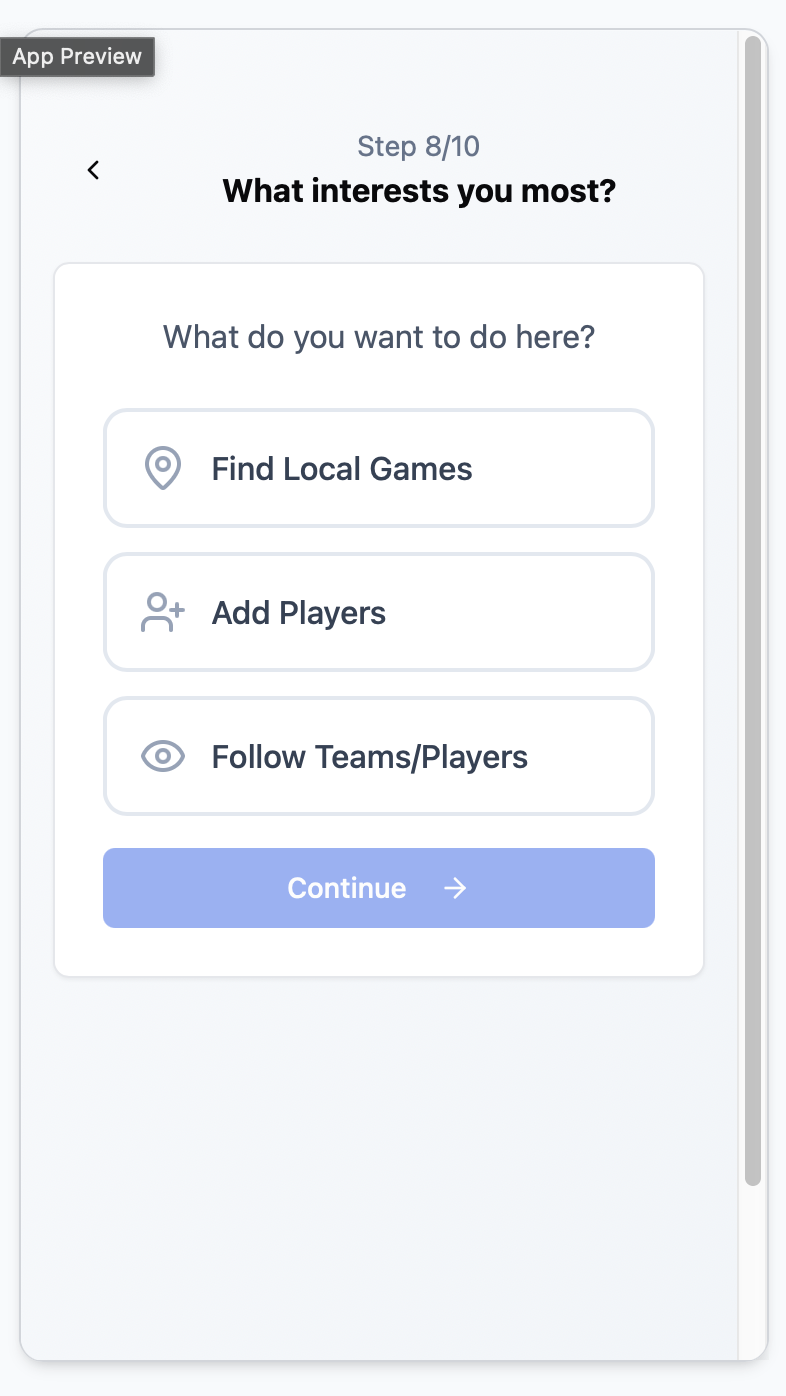 App Preview
Step 8/10
What interests you most?
What do you want to do here?
Find Local Games
Add Players
Follow Teams/Players
Continue